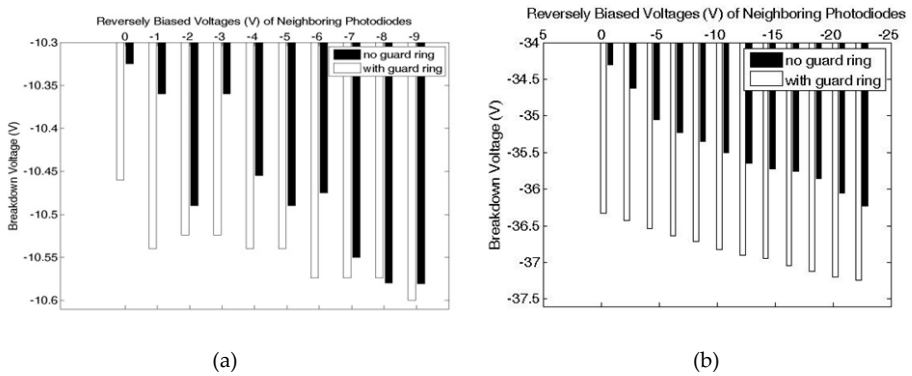 Reversely Biased Voltages (V) of Neighboring Photodiodes
0 -1 -2 -3 -4 -5 -6 -7 -8 -9
-10.3
-10.35
-10.4
-10.45
-10.5
-10.55
-10.6
Breakdown Voltage (V)
no guard ring
with guard ring
(a)
Reversely Biased Voltages (V) of Neighboring Photodiodes
5 0 -5 -10 -15 -20 -25
-34
-34.5
-35
-35.5
-36
-36.5
-37
-37.5
Breakdown Voltage (V)
no guard ring
with guard ring
(b)